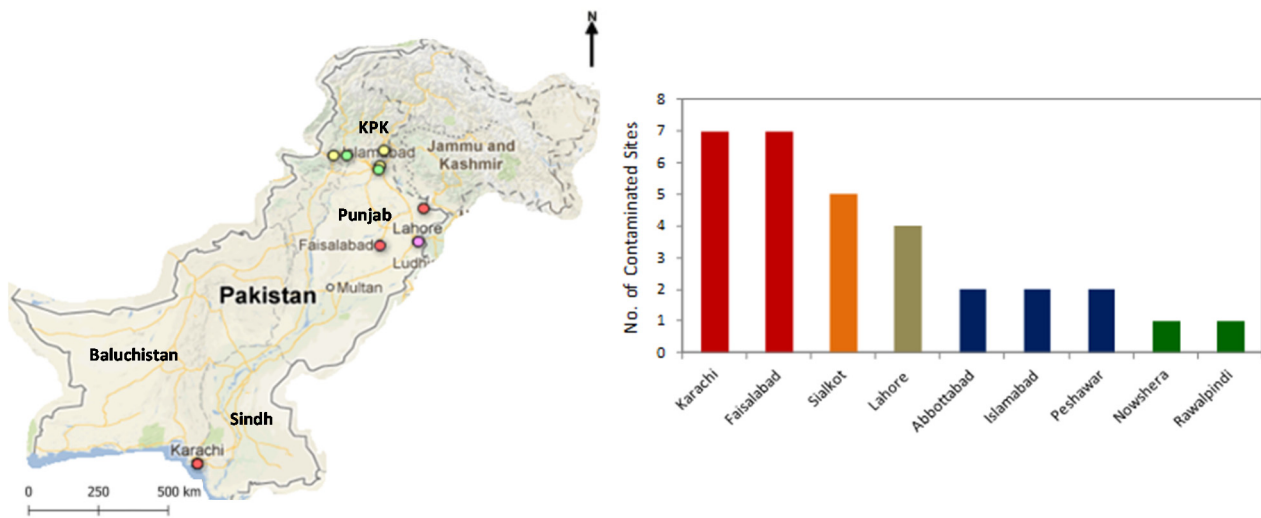 N
KPK
Islamabad
Jammu and
Kashmir
Punjab
Lahore
Faisalabad
Ludh
Multan
Pakistan
Baluchistan
Sindh
Karachi
0 250 500 km
No. of Contaminated Sites
8
7
6
5
4
3
2
1
0
Karachi
Faisalabad
Sialkot
Lahore
Abbottabad
Islamabad
Peshawar
Nowshera
Rawalpindi